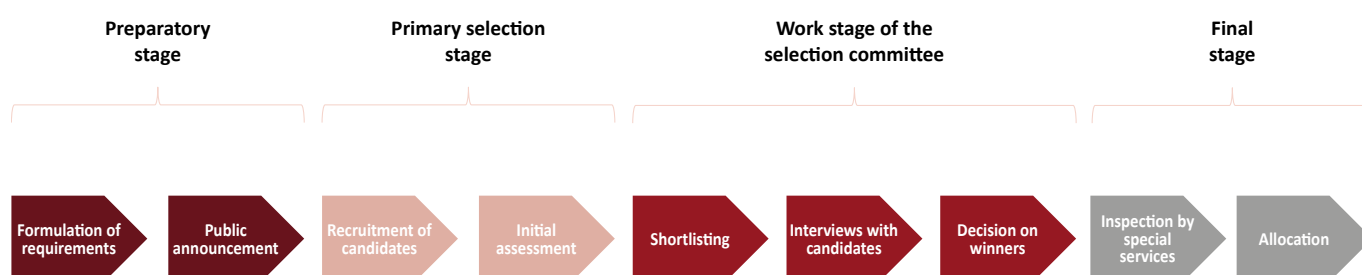 Preparatory
stage
Primary selection
stage
Work stage of the
selection committee
Final
stage
Formulation of
requirements
Public
announcement
Recruitment of
candidates
Initial
assessment
Shortlisting
Interviews with
candidates
Decision on
winners
Inspection by
special
services
Allocation